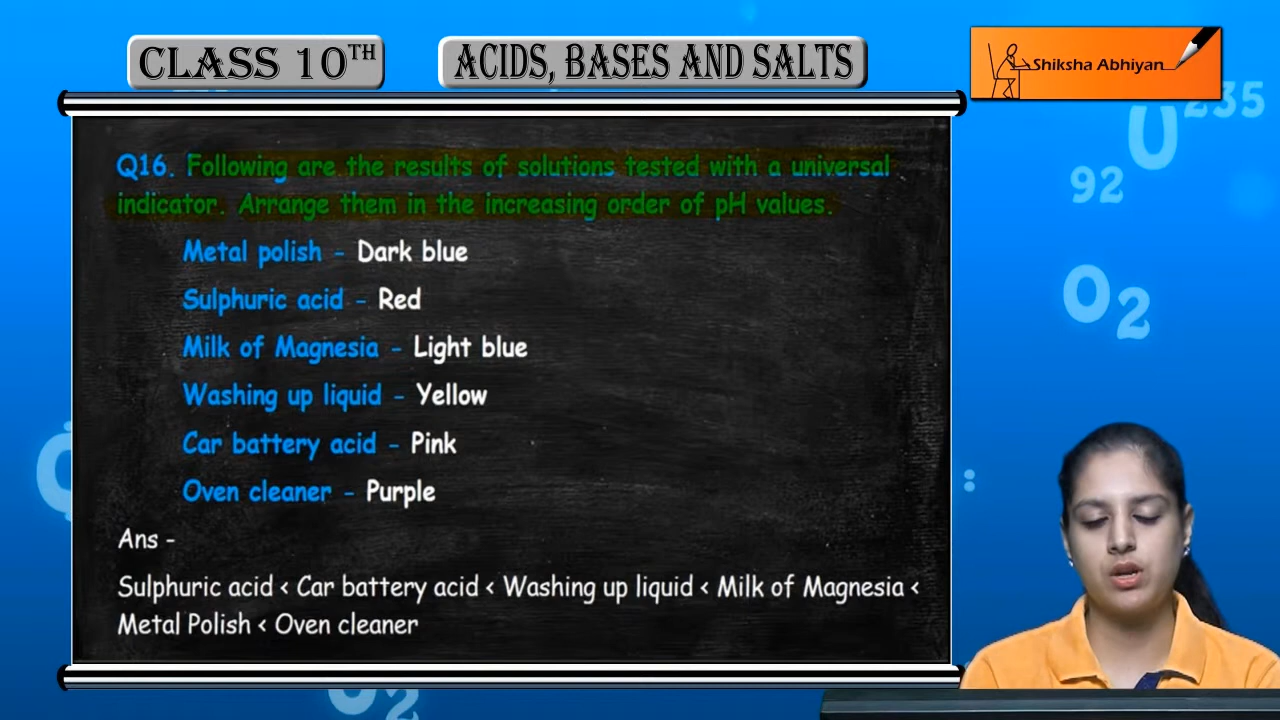 CLASS 10TH
ACIDS, BASES AND SALTS
Shiksha Abhiyan
Q16. Following are the results of solutions tested with a universal
indicator. Arrange them in the increasing order of pH values.
Metal polish - Dark blue
Sulphuric acid - Red
Milk of Magnesia - Light blue
Washing up liquid - Yellow
Car battery acid - Pink
Oven cleaner - Purple
Ans -
Sulphuric acid < Car battery acid < Washing up liquid < Milk of Magnesia <
Metal Polish < Oven cleaner
U235
92
O2
O2